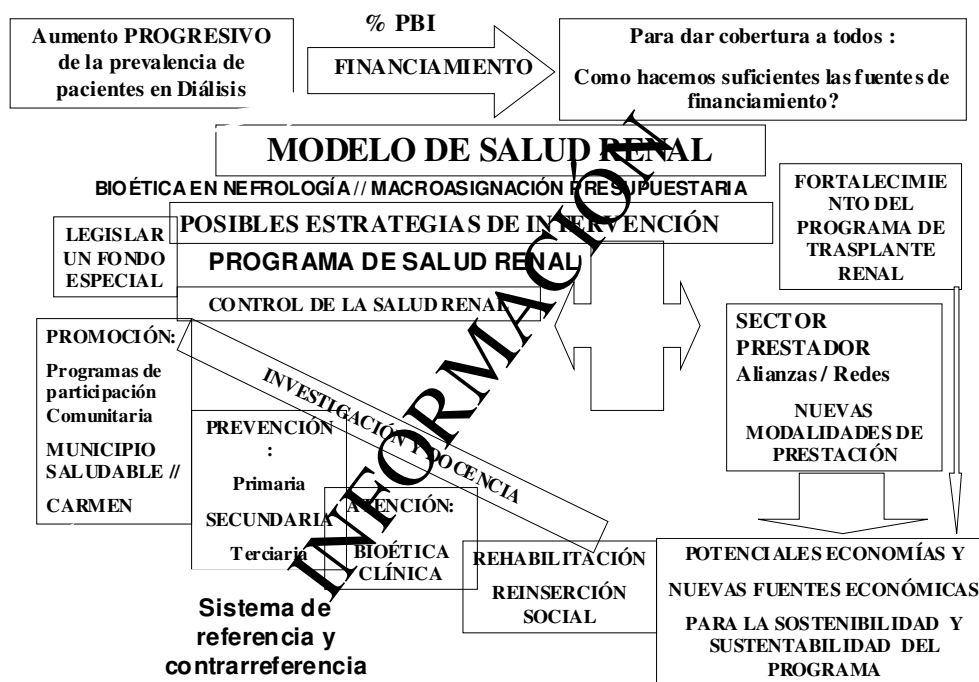 Aumento PROGRESIVO
de la prevalencia de
pacientes en Diálisis
% PBI
FINANCIAMIENTO
Para dar cobertura a todos :
Como hacemos suficientes las fuentes de
financiamiento?
MODELO DE SALUD RENAL
BIOÉTICA EN NEFROLOGÍA // MACROASIGNACIÓN PRESUPUESTARIA
POSIBLES ESTRATEGIAS DE INTERVENCIÓN
LEGISLAR
UN FONDO
ESPECIAL
PROGRAMA DE SALUD RENAL
CONTROL DE LA SALUD RENAL
FORTALECIMIE
NTO DEL
PROGRAMA DE
TRASPLANTE
RENAL
PROMOCIÓN:
Programas de
participación
Comunitaria
MUNICIPIO
SALUDABLE //
CARMEN
INVESTIGACIÓN Y DOCENCIA
INFORMACION
SECTOR
PRESTADOR
Alianzas / Redes
NUEVAS
MODALIDADES DE
PRESTACIÓN
PREVENCIÓN
:
Primaria
SECUNDARIA
Terciaria
ATENCIÓN:
BIOÉTICA
CLÍNICA
REHABILITACIÓN
REINSERCIÓN
SOCIAL
POTENCIALES ECONOMÍAS Y
NUEVAS FUENTES ECONÓMICAS
PARA LA SOSTENIBILIDAD Y
SUSTENTABILIDAD DEL
PROGRAMA
Sistema de
referencia y
contrarreferencia